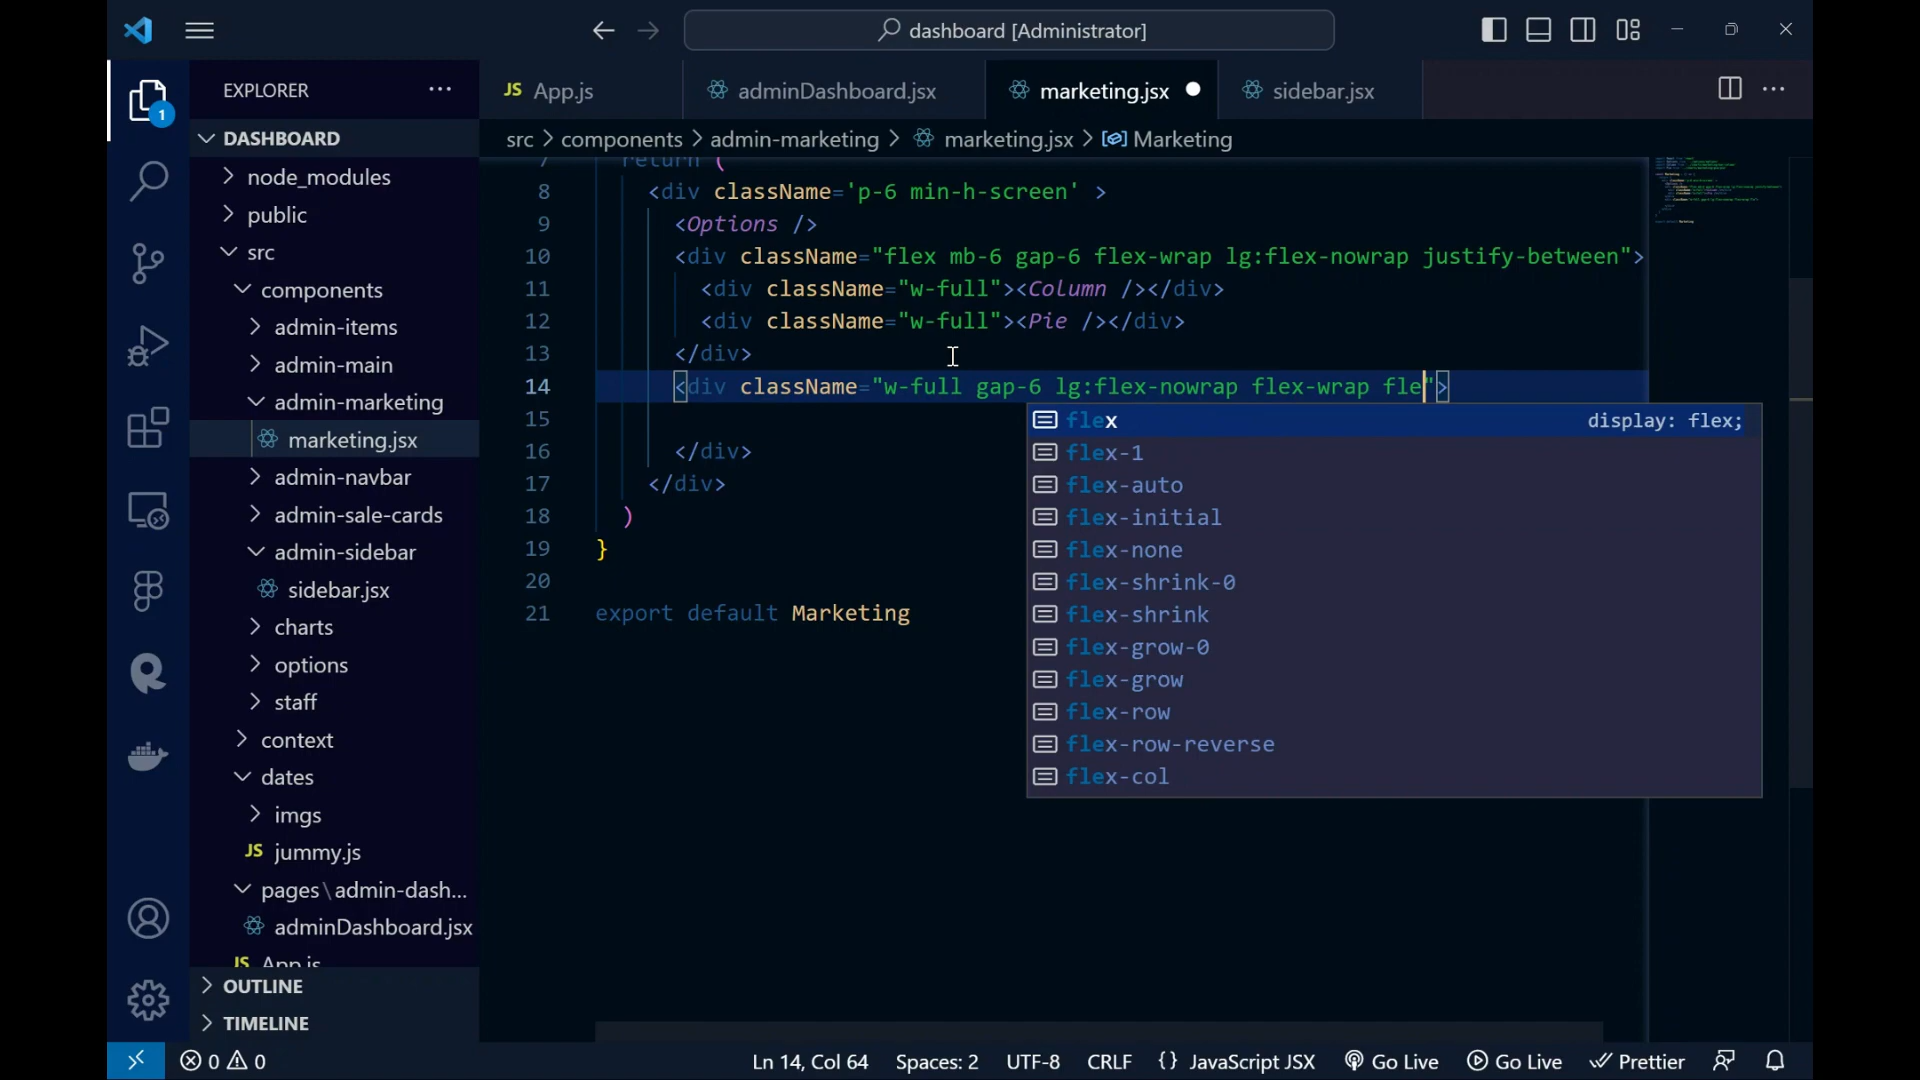 dashboard [Administrator]
EXPLORER
JS App.js
adminDashboard.jsx
marketing.jsx
sidebar.jsx
src > components > admin-marketing > marketing.jsx > Marketing
1
DASHBOARD
node_modules
public
src
components
admin-items
admin-main
admin-marketing
marketing.jsx
admin-navbar
admin-sale-cards
admin-sidebar
sidebar.jsx
charts
options
staff
context
dates
imgs
JS jummy.js
pages\admin-dash...
adminDashboard.jsx
JS App.js
OUTLINE
TIMELINE
7 return (
8 <div className='p-6 min-h-screen' >
9 <Options />
10 <div className="flex mb-6 gap-6 flex-wrap lg:flex-nowrap justify-between">
11 <div className="w-full"><Column /></div>
12 <div className="w-full"><Pie /></div>
13 </div>
14 <div className="w-full gap-6 lg:flex-nowrap flex-wrap fle">
15
16 </div>
17 </div>
18 )
19 }
20
21 export default Marketing
flex display: flex;
flex-1
flex-auto
flex-initial
flex-none
flex-shrink-0
flex-shrink
flex-grow-0
flex-grow
flex-row
flex-row-reverse
flex-col
0 0 Ln 14, Col 64 Spaces: 2 UTF-8 CRLF {} JavaScript JSX Go Live Go Live Prettier